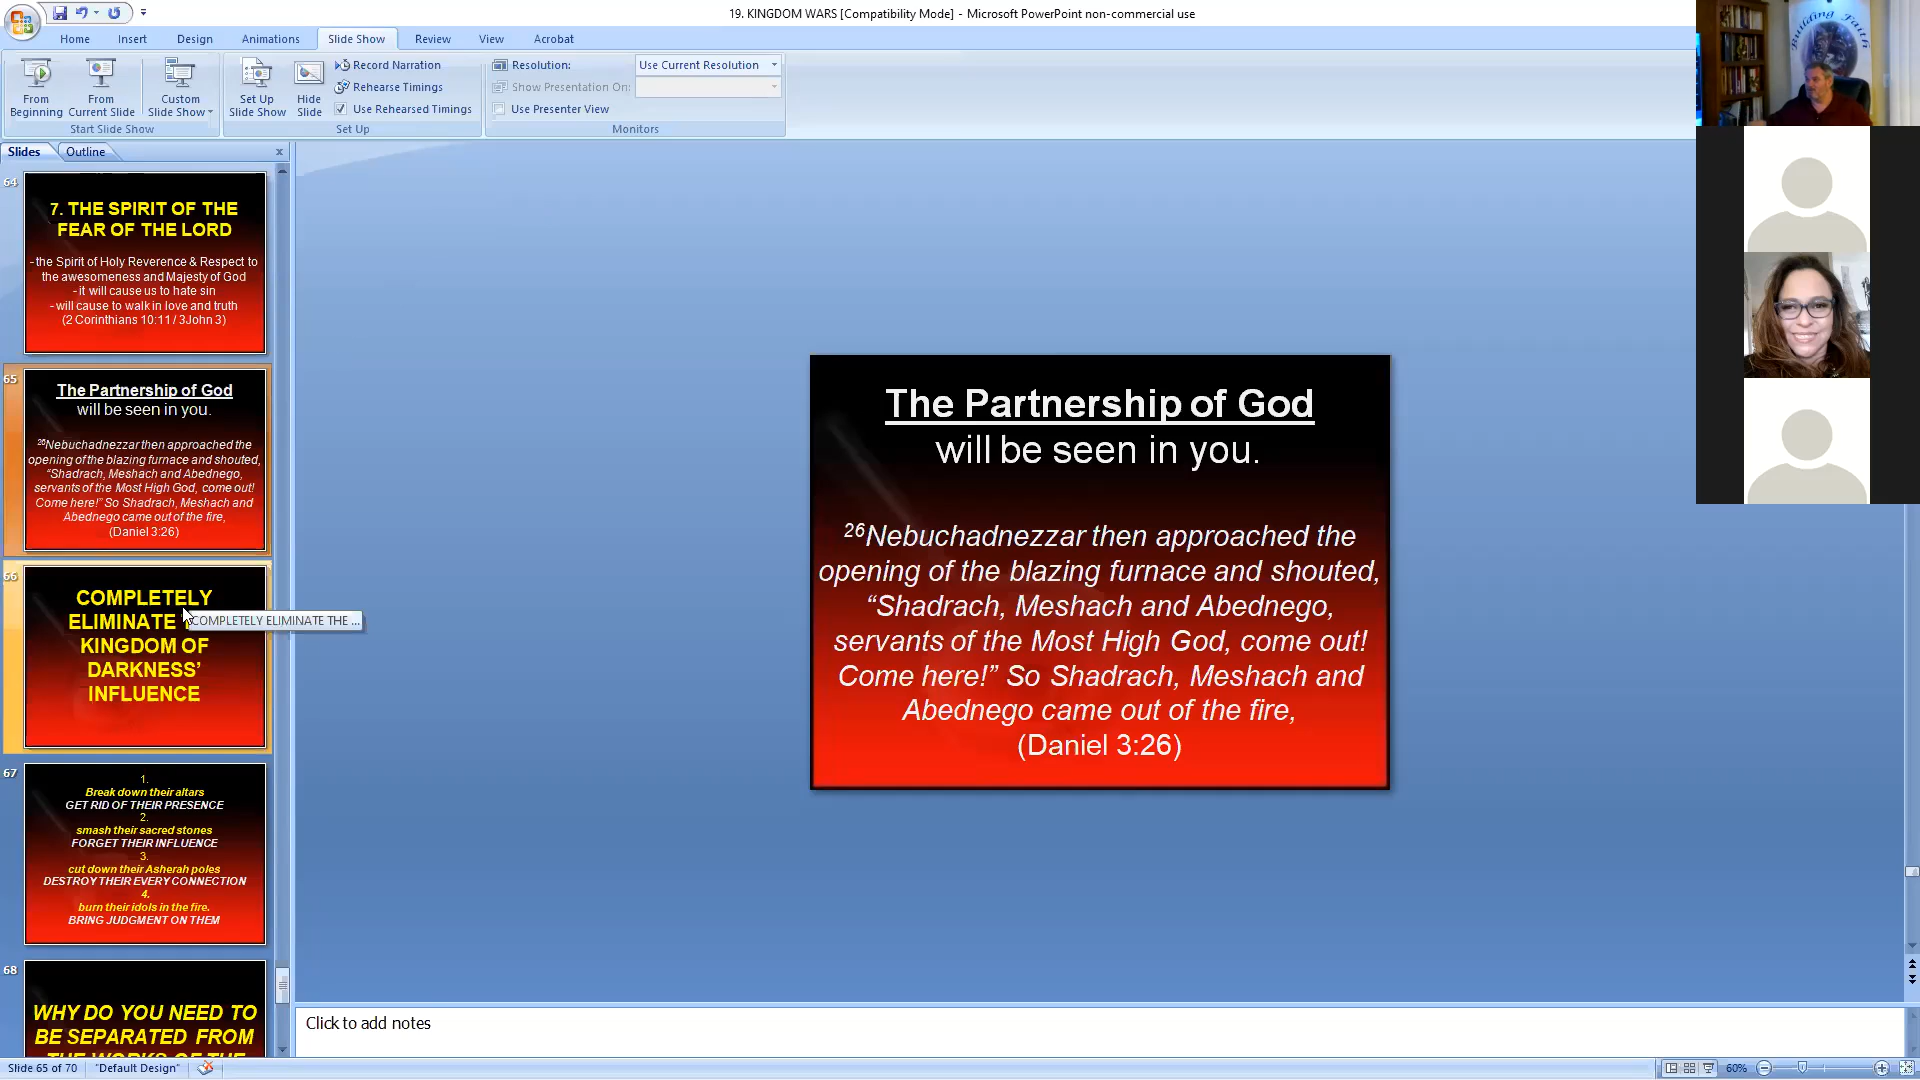 19. KINGDOM WARS [Compatibility Mode] - Microsoft PowerPoint non-commercial use
Home Insert Design Animations Slide Show Review View Acrobat
From Beginning
From Current Slide
Custom Slide Show
Start Slide Show
Set Up Slide Show
Hide Slide
Record Narration
Rehearse Timings
Use Rehearsed Timings
Set Up
Resolution: Use Current Resolution
Show Presentation On:
Use Presenter View
Monitors
Building Faith
Slides Outline x
64
7. THE SPIRIT OF THE
FEAR OF THE LORD
- the Spirit of Holy Reverence & Respect to
the awesomeness and Majesty of God
- it will cause us to hate sin
- will cause to walk in love and truth
(2 Corinthians 10:11 / 3John 3)
65
The Partnership of God
will be seen in you.
26Nebuchadnezzar then approached the
opening of the blazing furnace and shouted,
“Shadrach, Meshach and Abednego,
servants of the Most High God, come out!
Come here!” So Shadrach, Meshach and
Abednego came out of the fire,
(Daniel 3:26)
66
COMPLETELY
ELIMINATE
KINGDOM OF
DARKNESS’
INFLUENCE
COMPLETELY ELIMINATE THE ...
67
1.
Break down their altars
GET RID OF THEIR PRESENCE
2.
smash their sacred stones
FORGET THEIR INFLUENCE
3.
cut down their Asherah poles
DESTROY THEIR EVERY CONNECTION
4.
burn their idols in the fire.
BRING JUDGMENT ON THEM
68
WHY DO YOU NEED TO
BE SEPARATED FROM
THE WORKS OF THE
The Partnership of God
will be seen in you.
26Nebuchadnezzar then approached the
opening of the blazing furnace and shouted,
“Shadrach, Meshach and Abednego,
servants of the Most High God, come out!
Come here!” So Shadrach, Meshach and
Abednego came out of the fire,
(Daniel 3:26)
Click to add notes
Slide 65 of 70 "Default Design" 60%